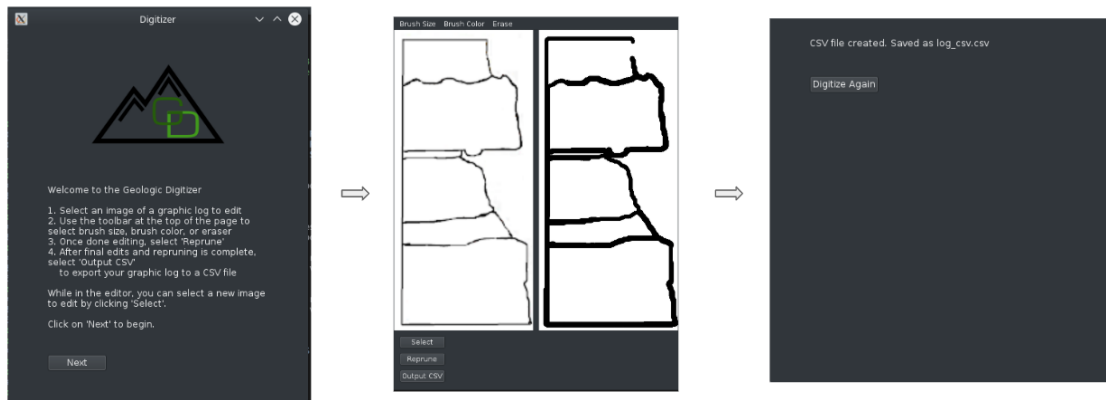 Digitizer
GD
Welcome to the Geologic Digitizer
1. Select an image of a graphic log to edit
2. Use the toolbar at the top of the page to
select brush size, brush color, or eraser
3. Once done editing, select 'Reprune'
4. After final edits and repruning is complete,
select 'Output CSV'
to export your graphic log to a CSV file
While in the editor, you can select a new image
to edit by clicking 'Select'.
Click on 'Next' to begin.
Next
Brush Size Brush Color Erase
Select
Reprune
Output CSV
CSV file created. Saved as log_csv.csv
Digitize Again